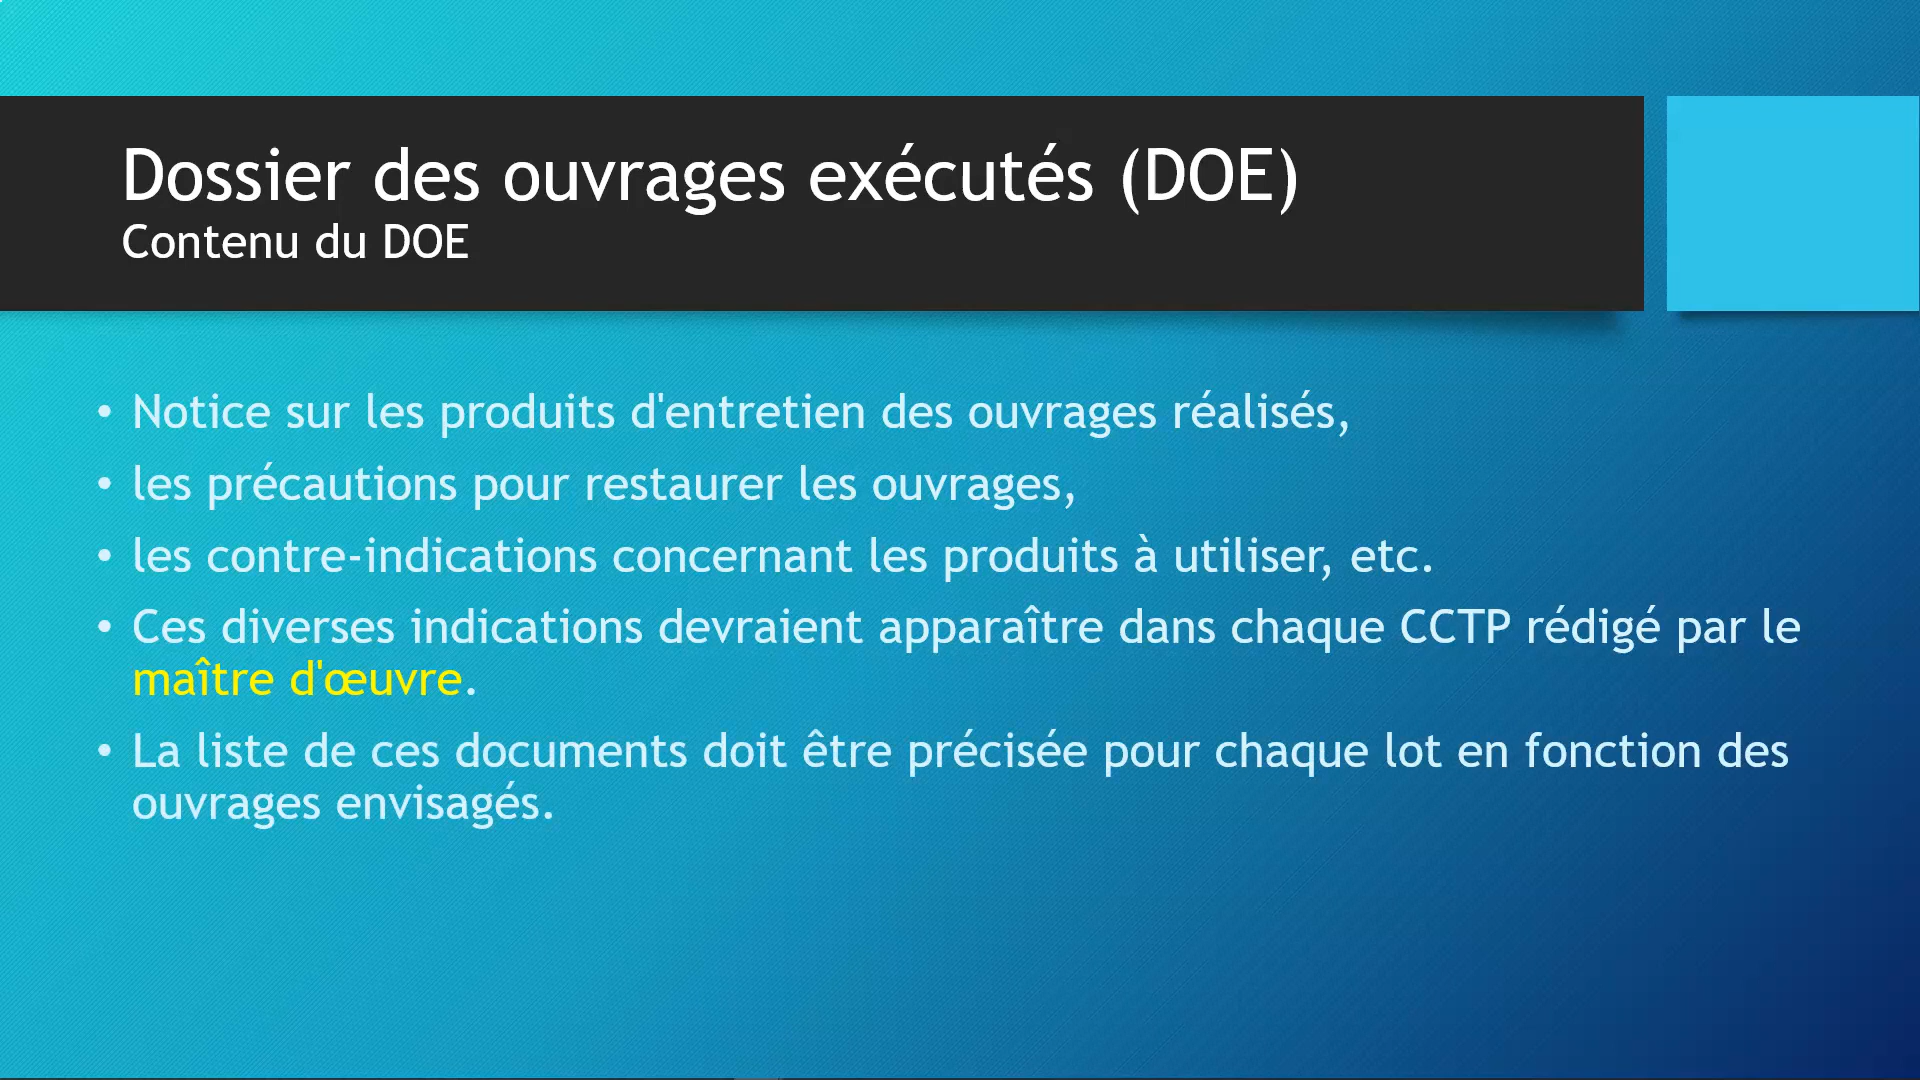 Dossier des ouvrages exécutés (DOE)
Contenu du DOE
• Notice sur les produits d'entretien des ouvrages réalisés,
• les précautions pour restaurer les ouvrages,
• les contre-indications concernant les produits à utiliser, etc.
• Ces diverses indications devraient apparaître dans chaque CCTP rédigé par le
maître d'œuvre.
• La liste de ces documents doit être précisée pour chaque lot en fonction des
ouvrages envisagés.